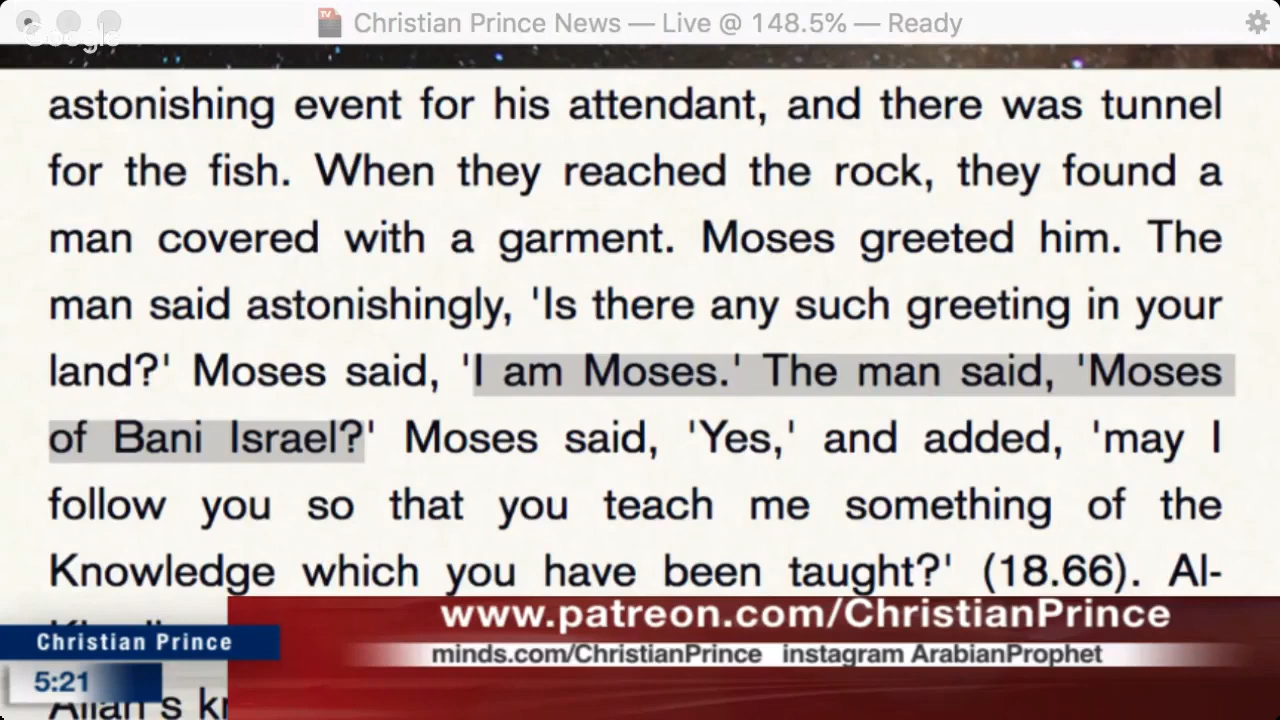 Christian Prince News — Live @ 148.5% — Ready
Google
astonishing event for his attendant, and there was tunnel
for the fish. When they reached the rock, they found a
man covered with a garment. Moses greeted him. The
man said astonishingly, 'Is there any such greeting in your
land?' Moses said, 'I am Moses.' The man said, 'Moses
of Bani Israel?' Moses said, 'Yes,' and added, 'may I
follow you so that you teach me something of the
Knowledge which you have been taught?' (18.66). Al-
www.patreon.com/ChristianPrince
Christian Prince
minds.com/ChristianPrince instagram ArabianProphet
5:21
Allah's